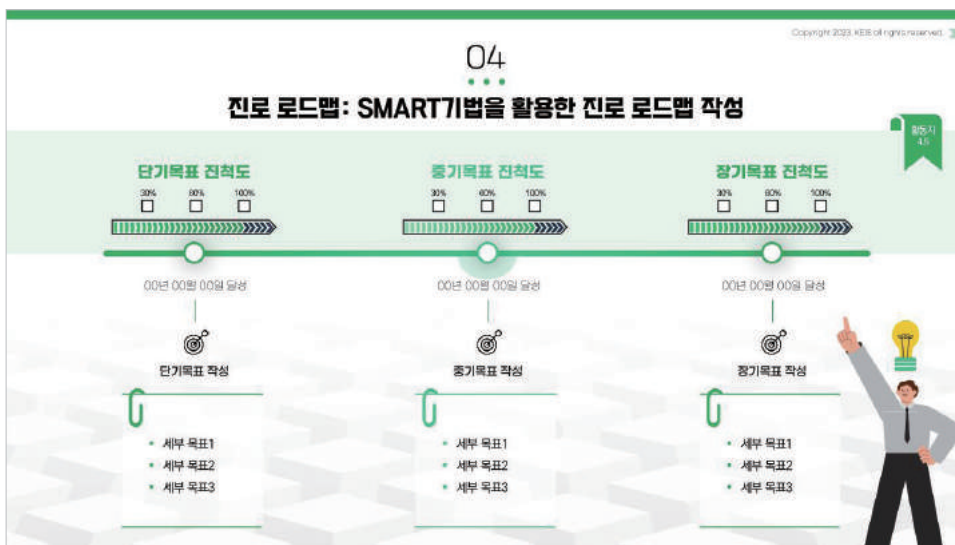 Copyright 2023. KEIS all rights reserved.
04
진로 로드맵: SMART기법을 활용한 진로 로드맵 작성
활동지
4,5
단기목표 진척도
30% 60% 100%
중기목표 진척도
30% 60% 100%
장기목표 진척도
30% 60% 100%
00년 00월 00일 달성
00년 00월 00일 달성
00년 00월 00일 달성
단기목표 작성
중기목표 작성
장기목표 작성
• 세부 목표1
• 세부 목표2
• 세부 목표3
• 세부 목표1
• 세부 목표2
• 세부 목표3
• 세부 목표1
• 세부 목표2
• 세부 목표3